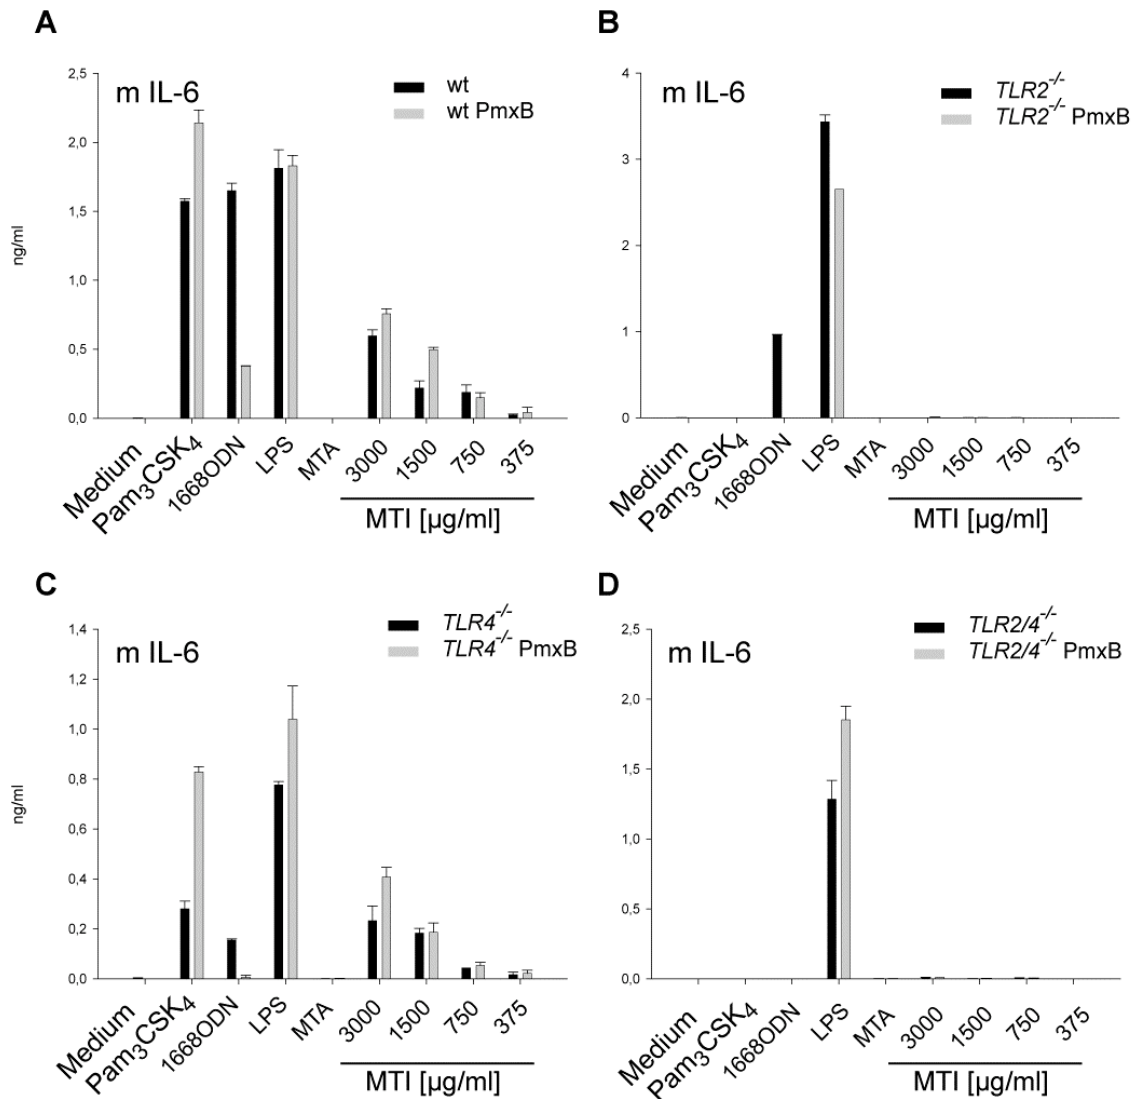 A
m IL-6
wt
wt PmxB
2,5
2,0
1,5
1,0
0,5
0,0
ng/ml
Medium
Pam3CSK4
1668ODN
LPS
MTA
3000
1500
750
375
MTI [µg/ml]
B
m IL-6
TLR2-/-
TLR2-/- PmxB
4
3
2
1
0
Medium
Pam3CSK4
1668ODN
LPS
MTA
3000
1500
750
375
MTI [µg/ml]
C
m IL-6
TLR4-/-
TLR4-/- PmxB
1,4
1,2
1,0
0,8
0,6
0,4
0,2
0,0
ng/ml
Medium
Pam3CSK4
1668ODN
LPS
MTA
3000
1500
750
375
MTI [µg/ml]
D
m IL-6
TLR2/4-/-
TLR2/4-/- PmxB
2,5
2,0
1,5
1,0
0,5
0,0
Medium
Pam3CSK4
1668ODN
LPS
MTA
3000
1500
750
375
MTI [µg/ml]